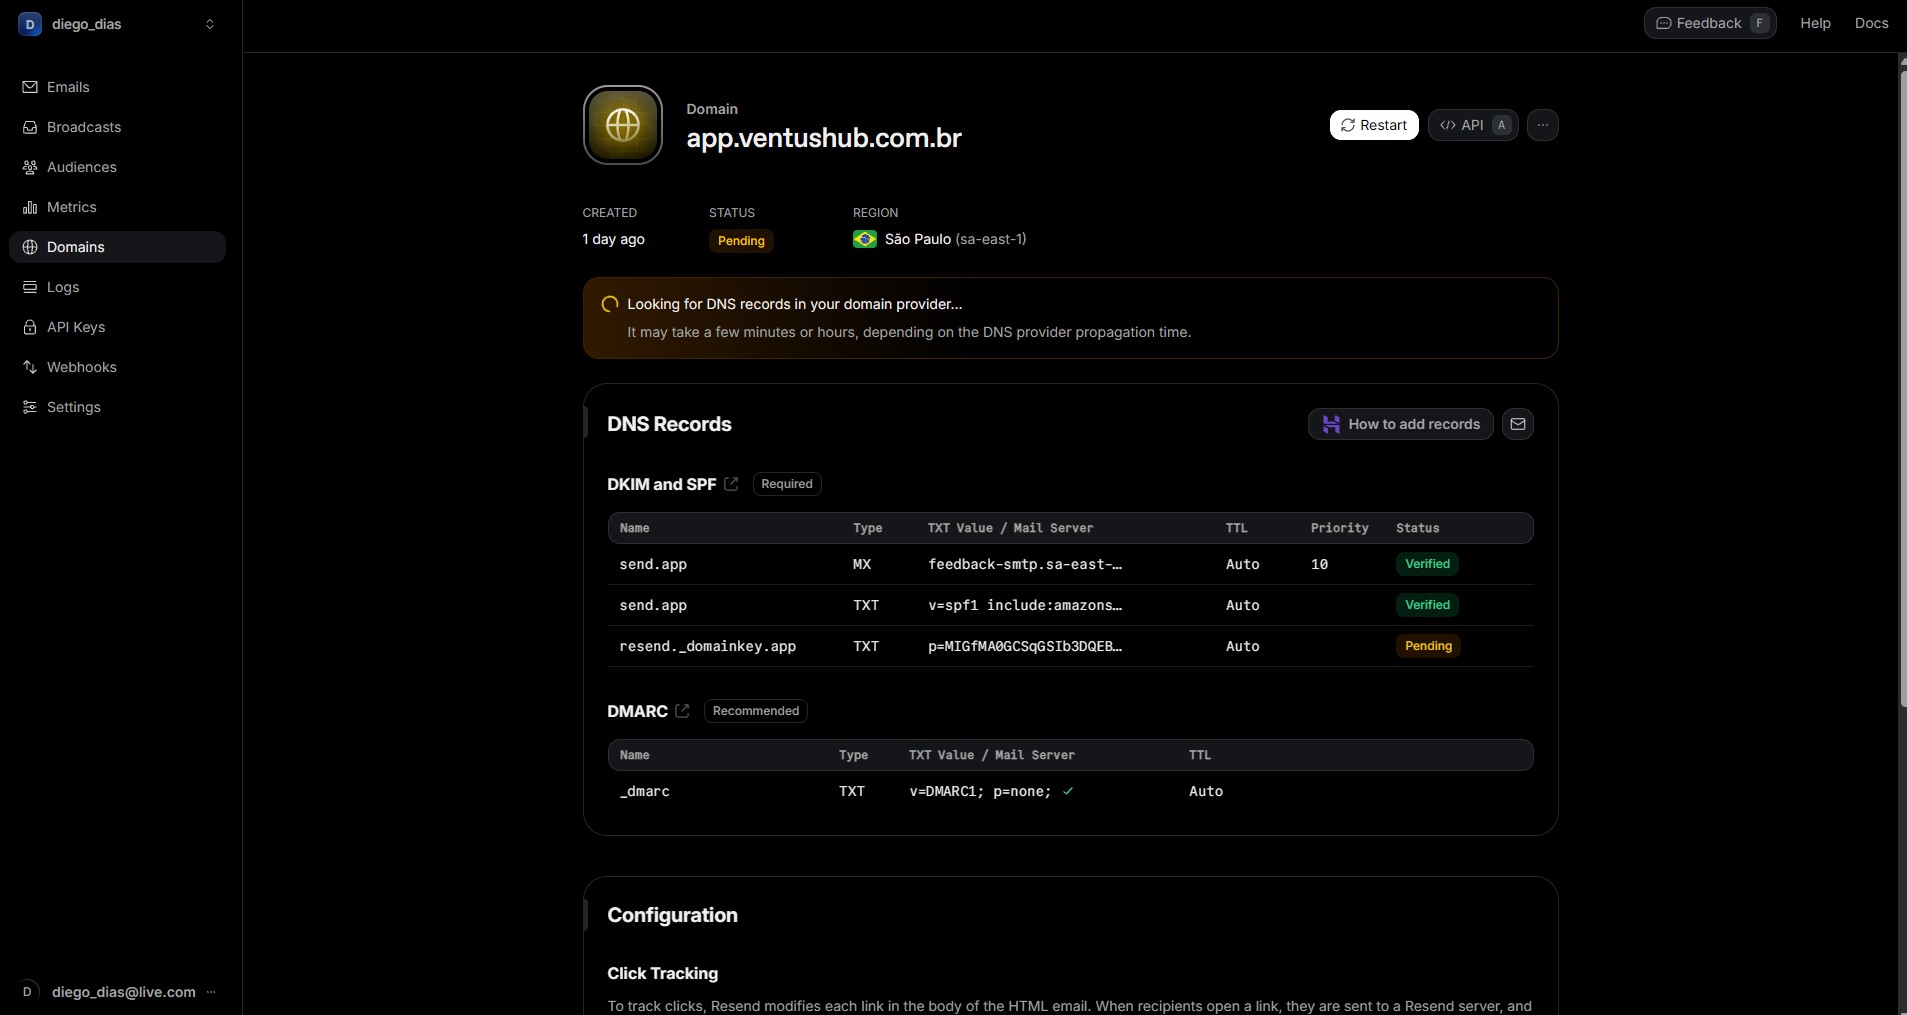 D diego_dias
Feedback F Help Docs
Emails
Broadcasts
Audiences
Metrics
Domains
Logs
API Keys
Webhooks
Settings
D diego_dias@live.com ···
Domain
app.ventushub.com.br
Restart
API A
···
CREATED STATUS REGION
1 day ago Pending São Paulo (sa-east-1)
Looking for DNS records in your domain provider...
It may take a few minutes or hours, depending on the DNS provider propagation time.
DNS Records
How to add records
DKIM and SPF Required
Name Type TXT Value / Mail Server TTL Priority Status
send.app MX feedback-smtp.sa-east-… Auto 10 Verified
send.app TXT v=spf1 include:amazons… Auto Verified
resend._domainkey.app TXT p=MIGfMA0GCSqGSIb3DQEB… Auto Pending
DMARC Recommended
Name Type TXT Value / Mail Server TTL
_dmarc TXT v=DMARC1; p=none; ✓ Auto
Configuration
Click Tracking
To track clicks, Resend modifies each link in the body of the HTML email. When recipients open a link, they are sent to a Resend server, and